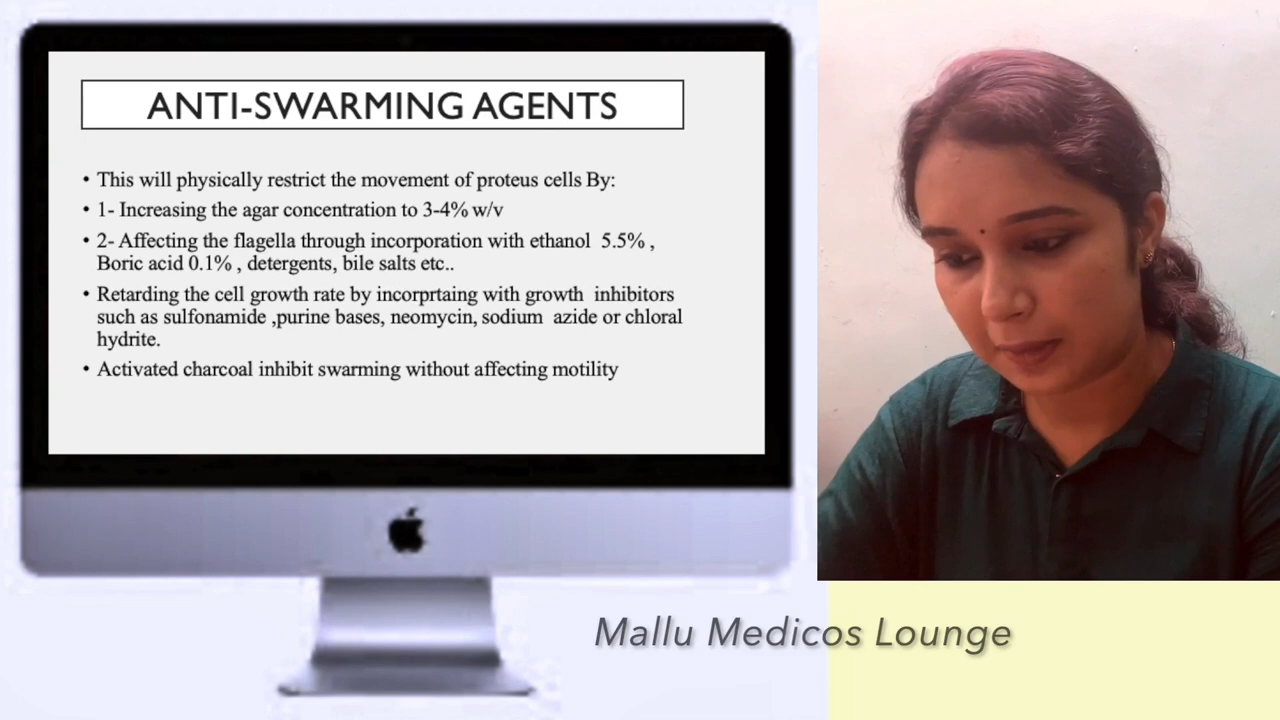 ANTI-SWARMING AGENTS
• This will physically restrict the movement of proteus cells By:
• 1- Increasing the agar concentration to 3-4% w/v
• 2- Affecting the flagella through incorporation with ethanol 5.5% ,
Boric acid 0.1% , detergents, bile salts etc..
• Retarding the cell growth rate by incorprtaing with growth inhibitors
such as sulfonamide ,purine bases, neomycin, sodium azide or chloral
hydrite.
• Activated charcoal inhibit swarming without affecting motility
Mallu Medicos Lounge